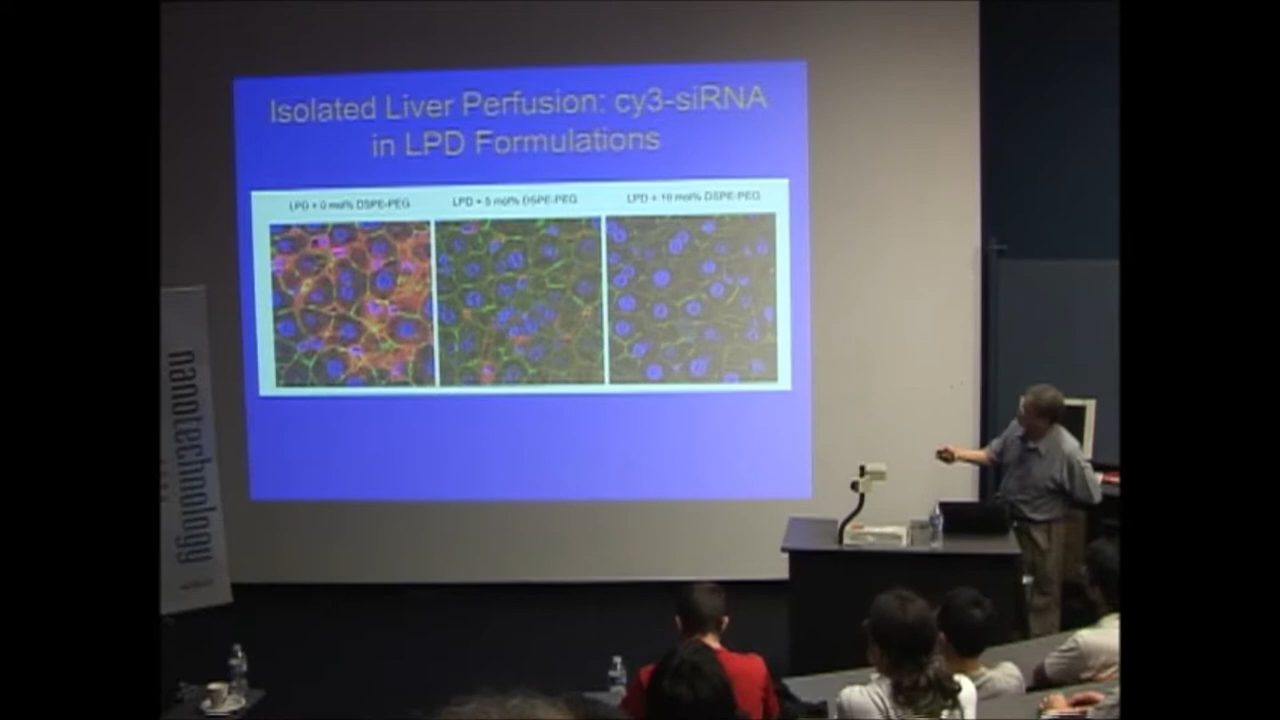 Isolated Liver Perfusion: cy3-siRNA
in LPD Formulations
LPD + 0 mol% DSPE-PEG
LPD + 5 mol% DSPE-PEG
LPD + 10 mol% DSPE-PEG
nanotechnology